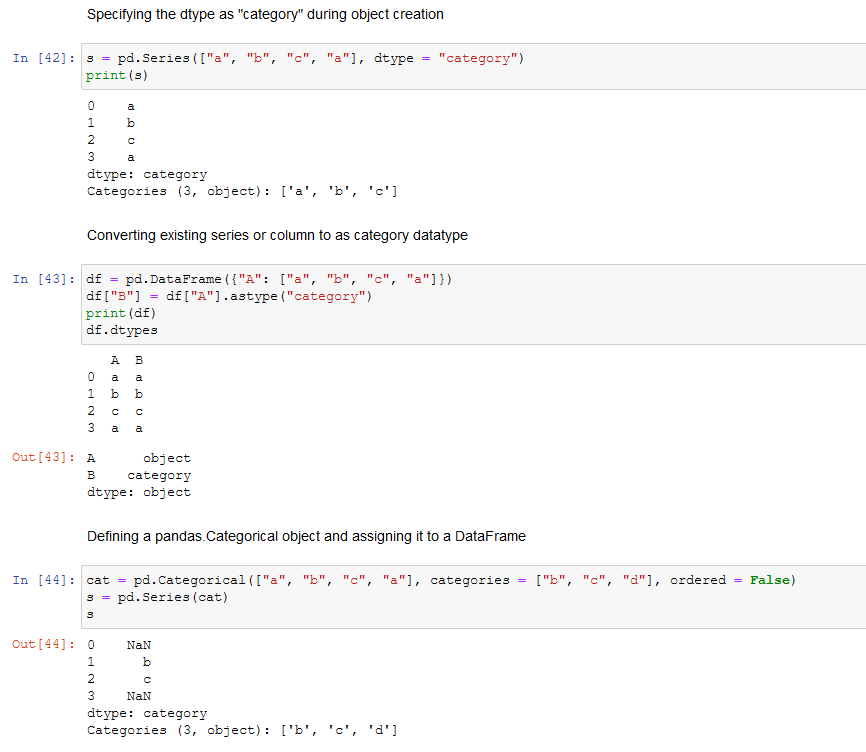 Specifying the dtype as "category" during object creation
In [42]: s = pd.Series(["a", "b", "c", "a"], dtype = "category")
print(s)
0    a
1    b
2    c
3    a
dtype: category
Categories (3, object): ['a', 'b', 'c']
Converting existing series or column to as category datatype
In [43]: df = pd.DataFrame({"A": ["a", "b", "c", "a"]})
df["B"] = df["A"].astype("category")
print(df)
df.dtypes
   A  B
0  a  a
1  b  b
2  c  c
3  a  a
Out[43]: A      object
B    category
dtype: object
Defining a pandas.Categorical object and assigning it to a DataFrame
In [44]: cat = pd.Categorical(["a", "b", "c", "a"], categories = ["b", "c", "d"], ordered = False)
s = pd.Series(cat)
s
Out[44]: 0    NaN
1      b
2      c
3    NaN
dtype: category
Categories (3, object): ['b', 'c', 'd']